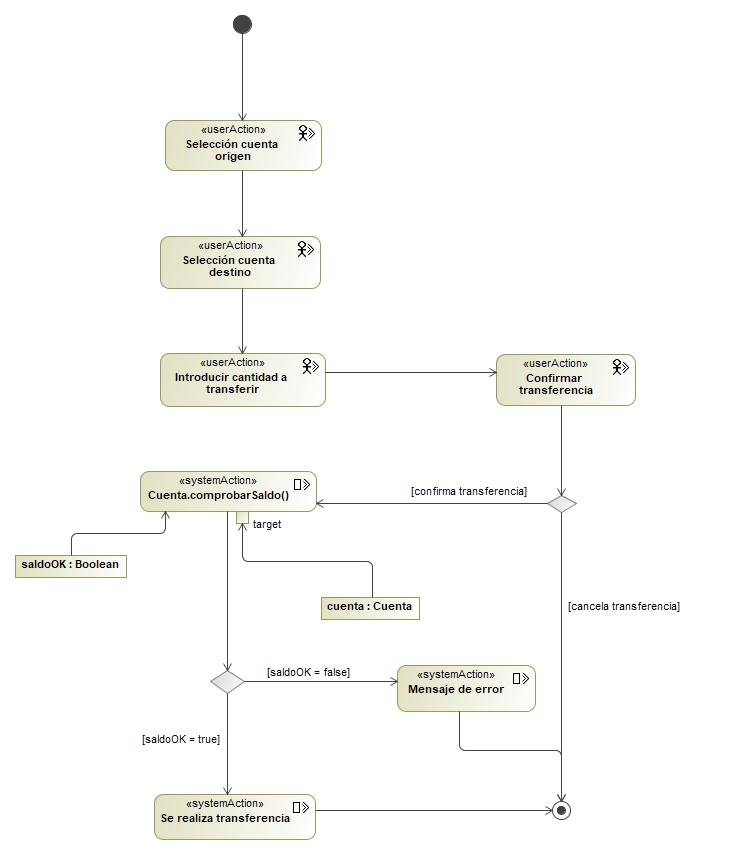 «userAction»
Selección cuenta
origen
«userAction»
Selección cuenta
destino
«userAction»
Introducir cantidad a
transferir
«userAction»
Confirmar
transferencia
«systemAction»
Cuenta.comprobarSaldo()
[confirma transferencia]
target
saldoOK : Boolean
cuenta : Cuenta
[cancela transferencia]
[saldoOK = false]
«systemAction»
Mensaje de error
[saldoOK = true]
«systemAction»
Se realiza transferencia